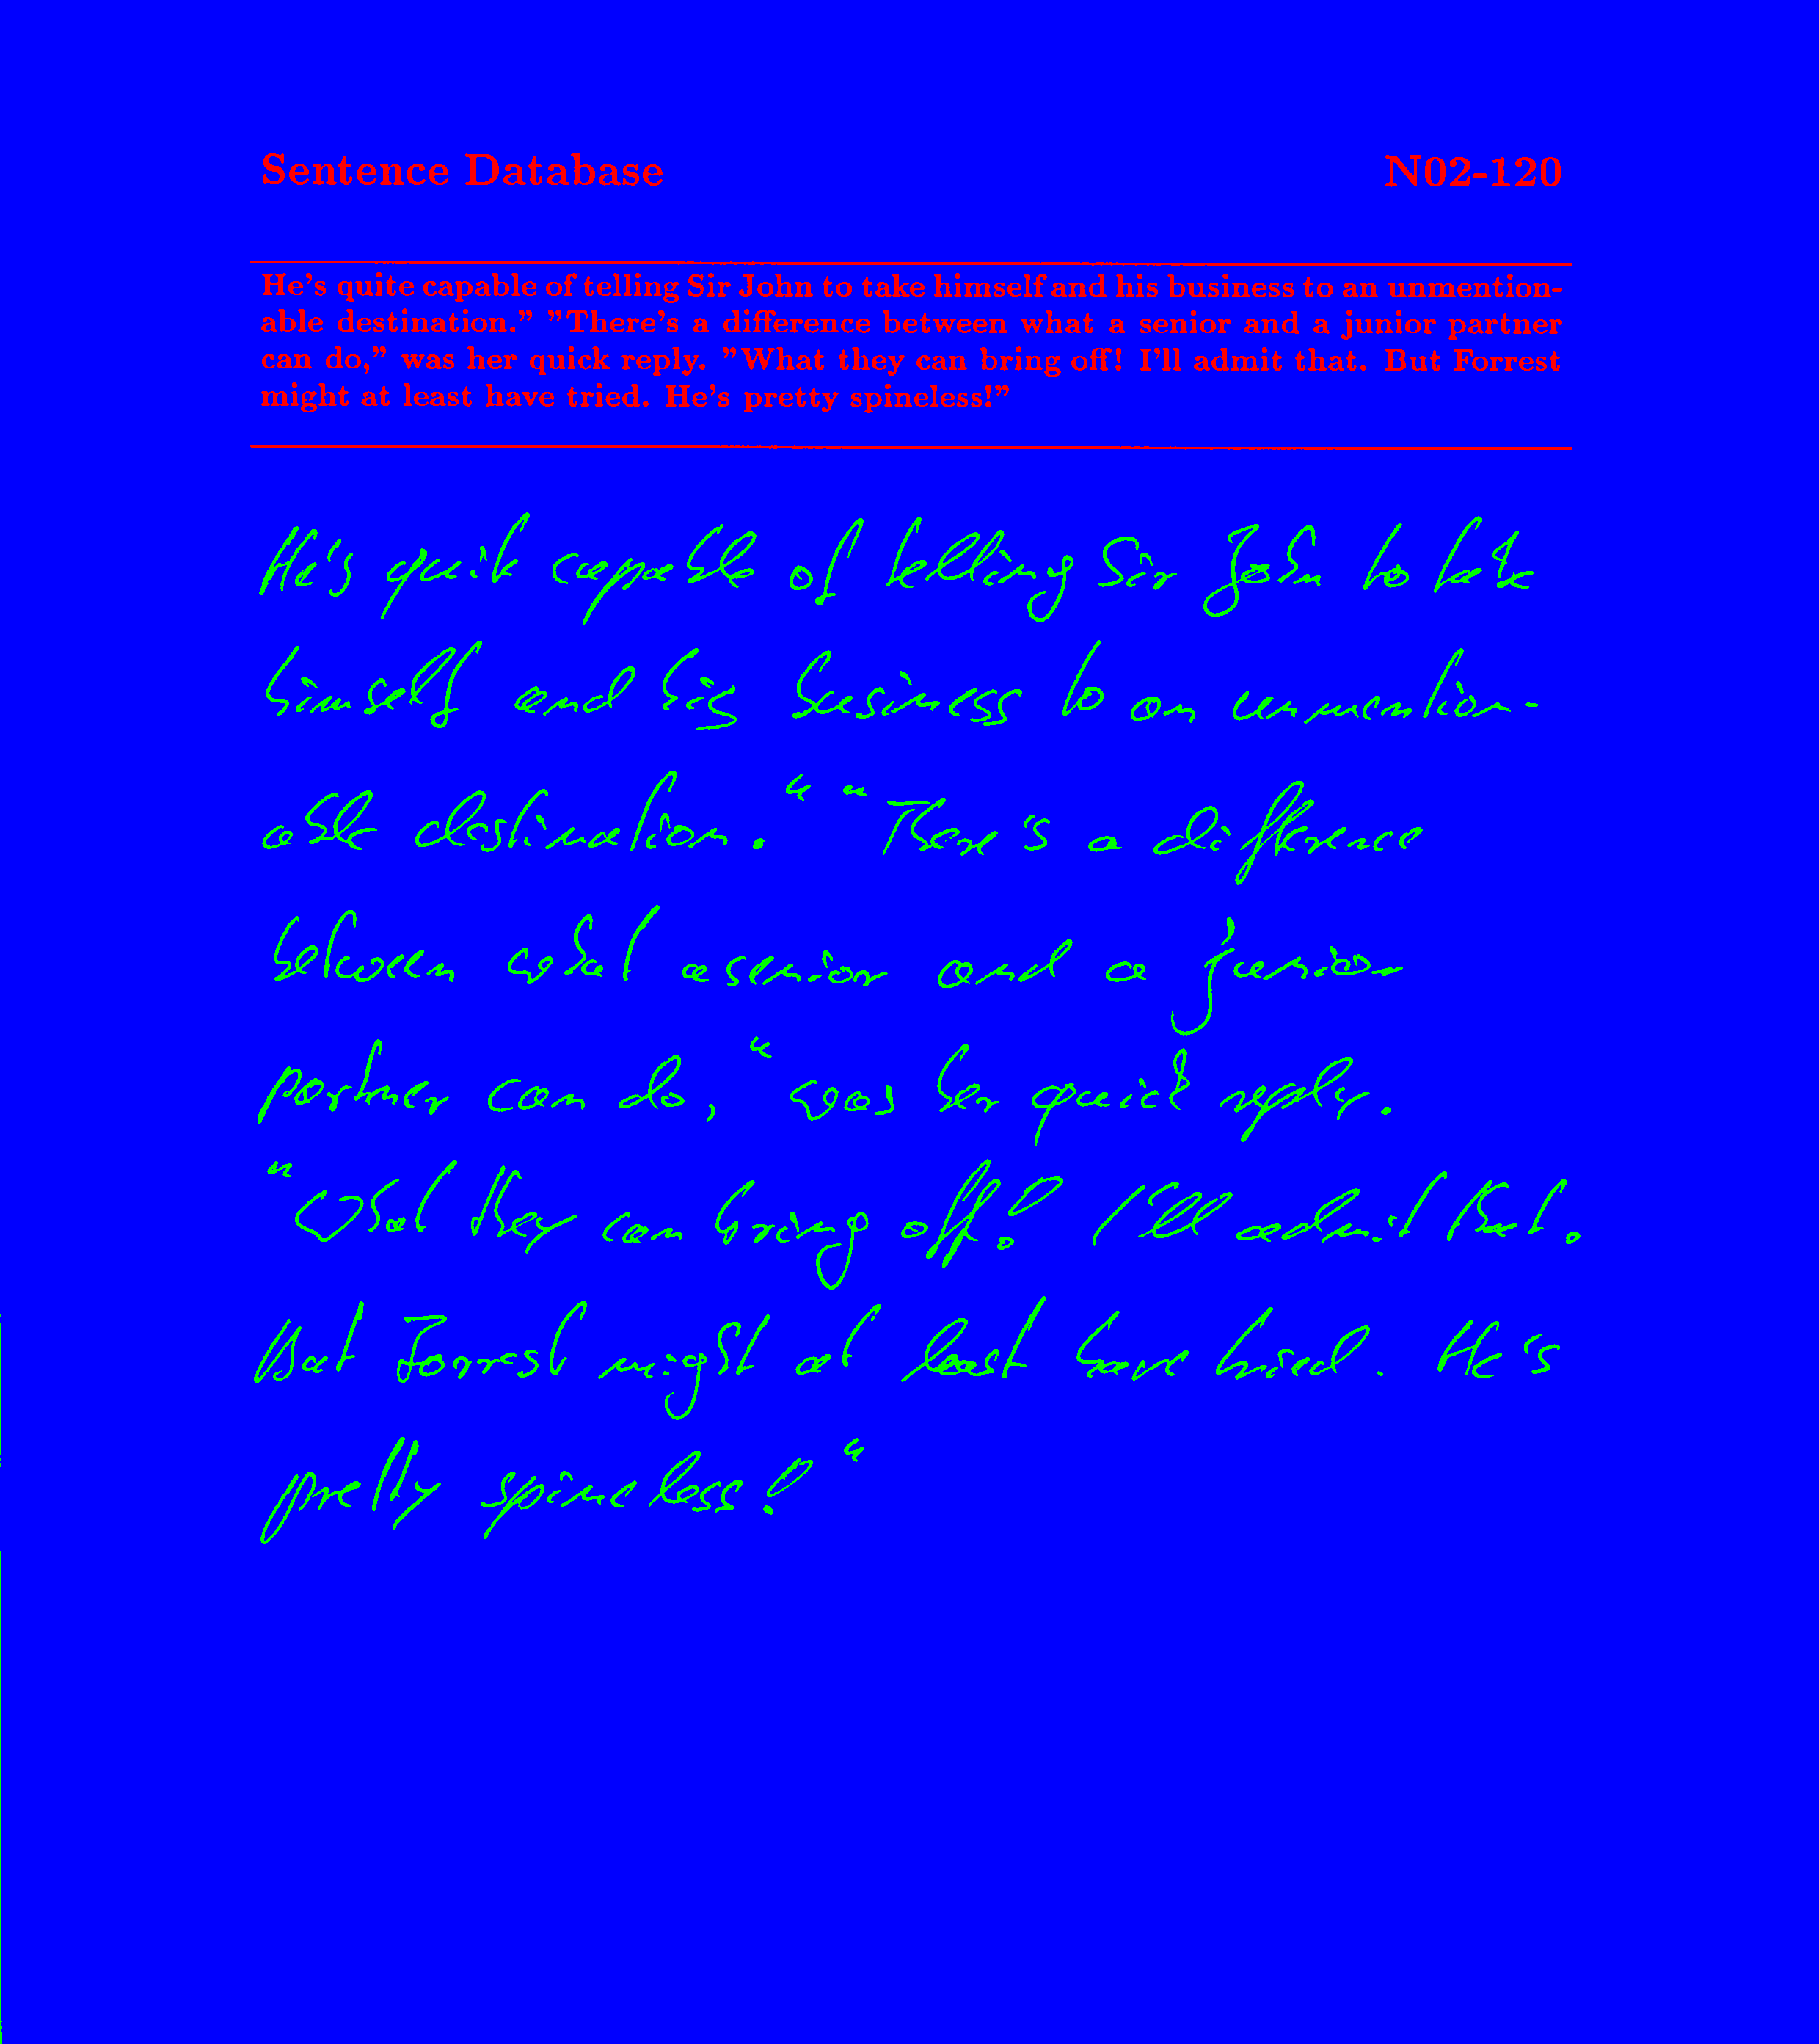 Sentence Database N02-120
He's quite capable of telling Sir John to take himself and his business to an unmention-
able destination.” ”There's a difference between what a senior and a junior partner
can do,” was her quick reply. ”What they can bring off! I'll admit that. But Forrest
might at least have tried. He's pretty spineless!”
He's quite capable of telling Sir John to take
himself and his business to an unmention-
able destination.“ "There's a difference
between what a senior and a junior
partner can do,“ was her quick reply.
"What they can bring off! I'll admit that.
But Forrest might at least have tried. He's
pretty spineless!“